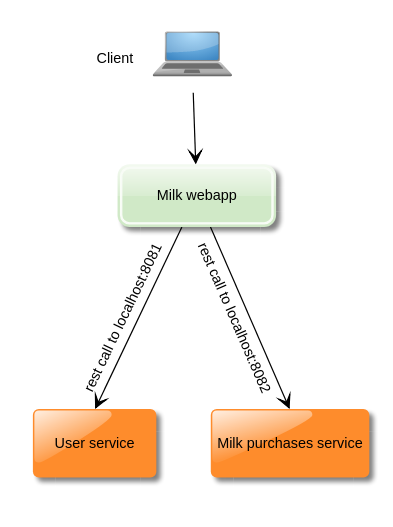 Client
Milk webapp
rest call to localhost:8081
rest call to localhost:8082
User service
Milk purchases service